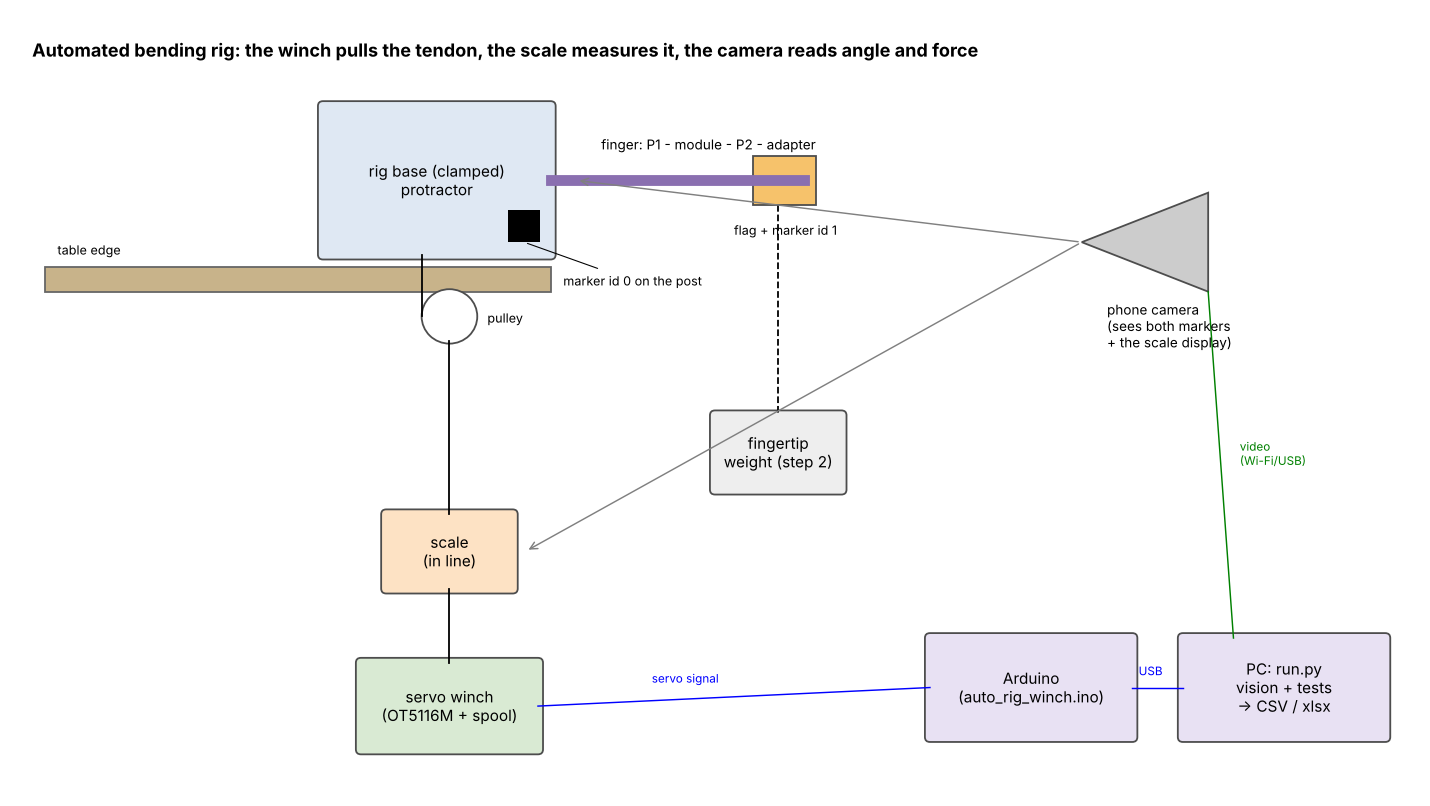 Automated bending rig: the winch pulls the tendon, the scale measures it, the camera reads angle and force
finger: P1 - module - P2 - adapter
rig base (clamped)
protractor
flag + marker id 1
table edge
marker id 0 on the post
pulley
phone camera
(sees both markers
+ the scale display)
fingertip
weight (step 2)
video
(Wi-Fi/USB)
scale
(in line)
servo winch
(OT5116M + spool)
servo signal
Arduino
(auto_rig_winch.ino)
USB
PC: run.py
vision + tests
→ CSV / xlsx